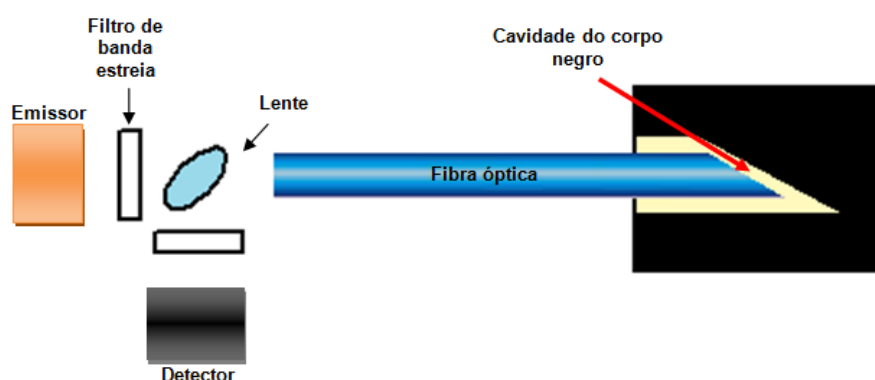 Filtro de
banda
estreia
Emissor
Lente
Cavidade do corpo
negro
Fibra óptica
Detector